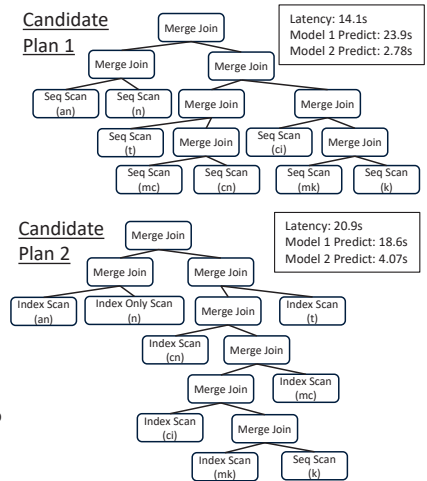 Candidate
Plan 1
Latency: 14.1s
Model 1 Predict: 23.9s
Model 2 Predict: 2.78s
Merge Join
Merge Join
Merge Join
Seq Scan
(an)
Seq Scan
(n)
Merge Join
Merge Join
Seq Scan
(t)
Merge Join
Seq Scan
(ci)
Merge Join
Seq Scan
(mc)
Seq Scan
(cn)
Seq Scan
(mk)
Seq Scan
(k)
Candidate
Plan 2
Latency: 20.9s
Model 1 Predict: 18.6s
Model 2 Predict: 4.07s
Merge Join
Merge Join
Merge Join
Index Scan
(an)
Index Only Scan
(n)
Merge Join
Index Scan
(t)
Index Scan
(cn)
Merge Join
Merge Join
Index Scan
(mc)
Index Scan
(ci)
Merge Join
Index Scan
(mk)
Seq Scan
(k)